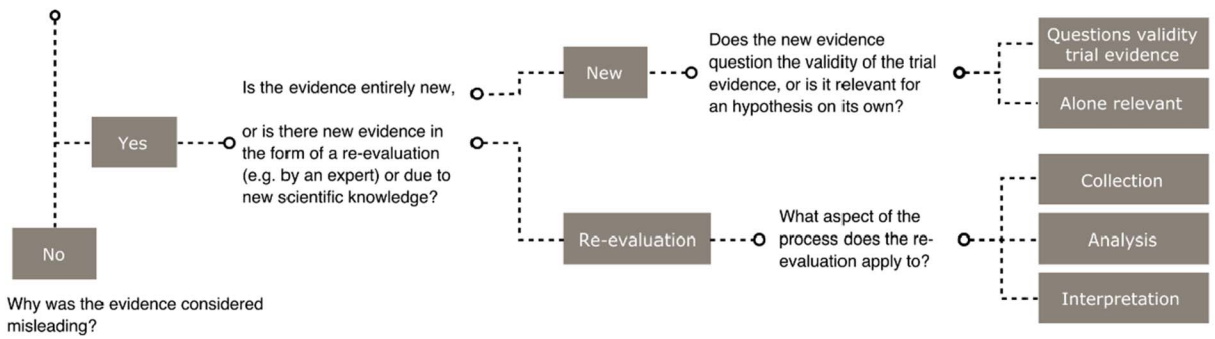 Is the evidence entirely new,
or is there new evidence in
the form of a re-evaluation
(e.g. by an expert) or due to
new scientific knowledge?
Yes
No
Why was the evidence considered
misleading?
New
Does the new evidence
question the validity of the trial
evidence, or is it relevant for
an hypothesis on its own?
Questions validity
trial evidence
Alone relevant
Re-evaluation
What aspect of the
process does the re-
evaluation apply to?
Collection
Analysis
Interpretation